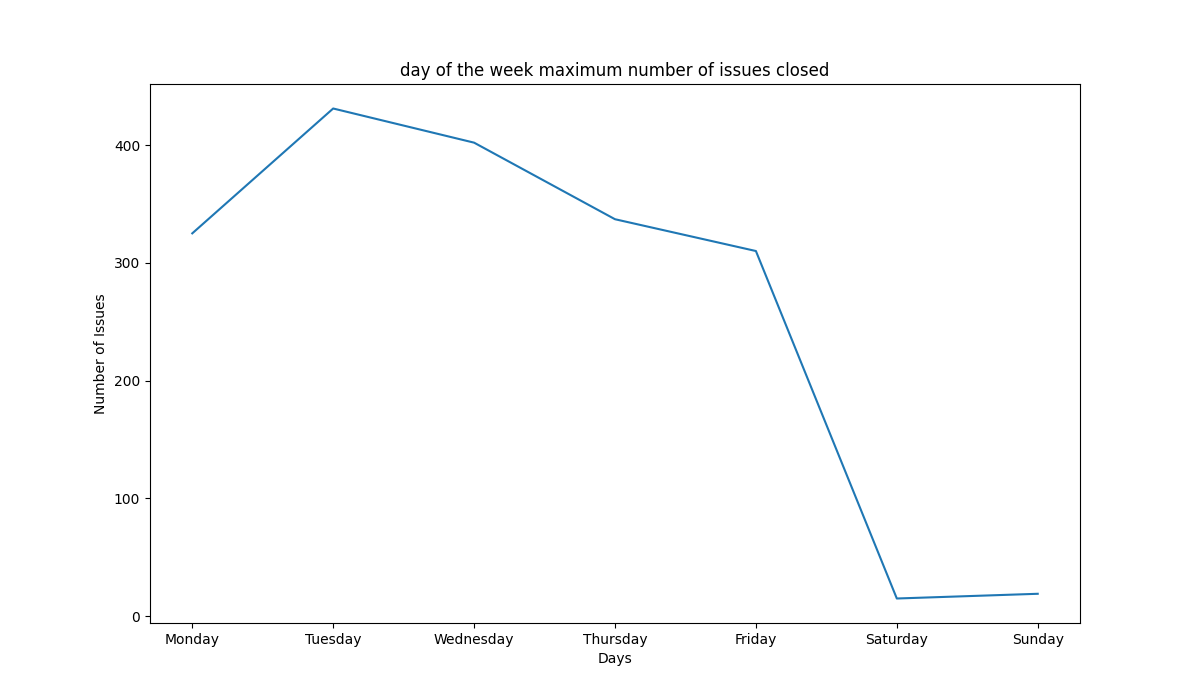 day of the week maximum number of issues closed
400
300
200
100
0
Number of Issues
Monday Tuesday Wednesday Thursday Friday Saturday Sunday
Days